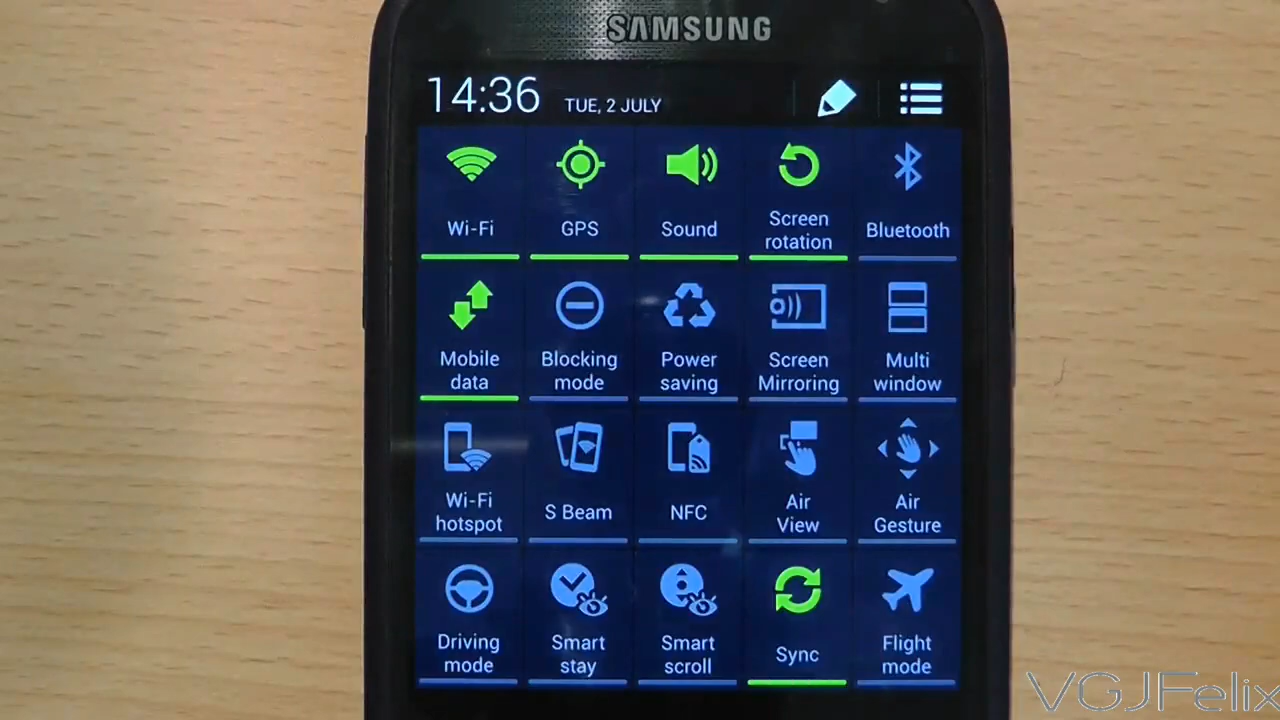 SAMSUNG
14:36 TUE, 2 JULY
Wi-Fi
GPS
Sound
Screen
rotation
Bluetooth
Mobile
data
Blocking
mode
Power
saving
Screen
Mirroring
Multi
window
Wi-Fi
hotspot
S Beam
NFC
Air
View
Air
Gesture
Driving
mode
Smart
stay
Smart
scroll
Sync
Flight
mode
VGJFelix